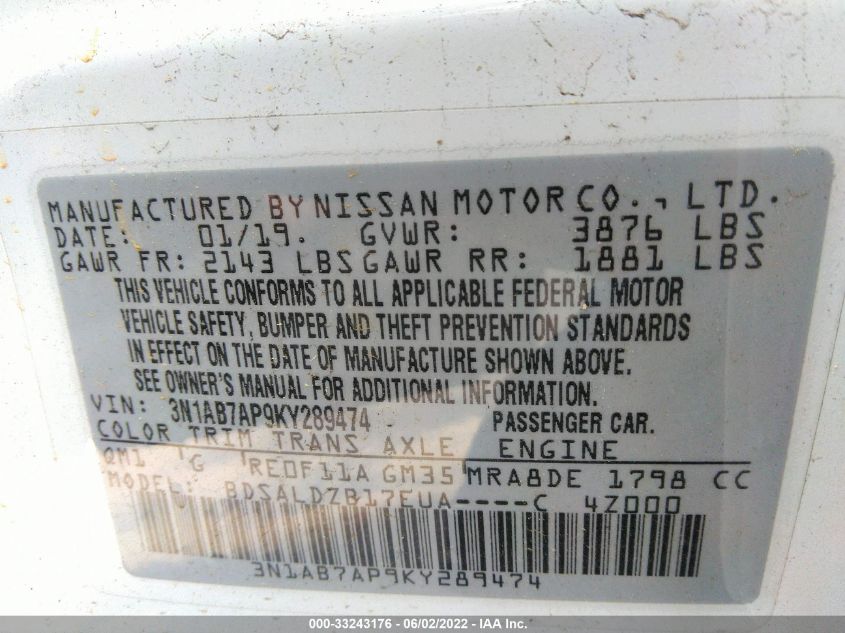 MANUFACTURED BY NISSAN MOTOR CO., LTD.
DATE: 01/19. GVWR: 3876 LBS
GAWR FR: 2143 LBS GAWR RR: 1881 LBS
THIS VEHICLE CONFORMS TO ALL APPLICABLE FEDERAL MOTOR
VEHICLE SAFETY, BUMPER AND THEFT PREVENTION STANDARDS
IN EFFECT ON THE DATE OF MANUFACTURE SHOWN ABOVE.
SEE OWNER'S MANUAL FOR ADDITIONAL INFORMATION.
VIN: 3N1AB7AP9KY289474 PASSENGER CAR.
COLOR TRIM TRANS AXLE ENGINE
QM1 G RE0F11A GM35 MRA8DE 1798 CC
MODEL: BDSALDZB17EUA----C 4Z000
3N1AB7AP9KY289474
000-33243176 - 06/02/2022 - IAA Inc.